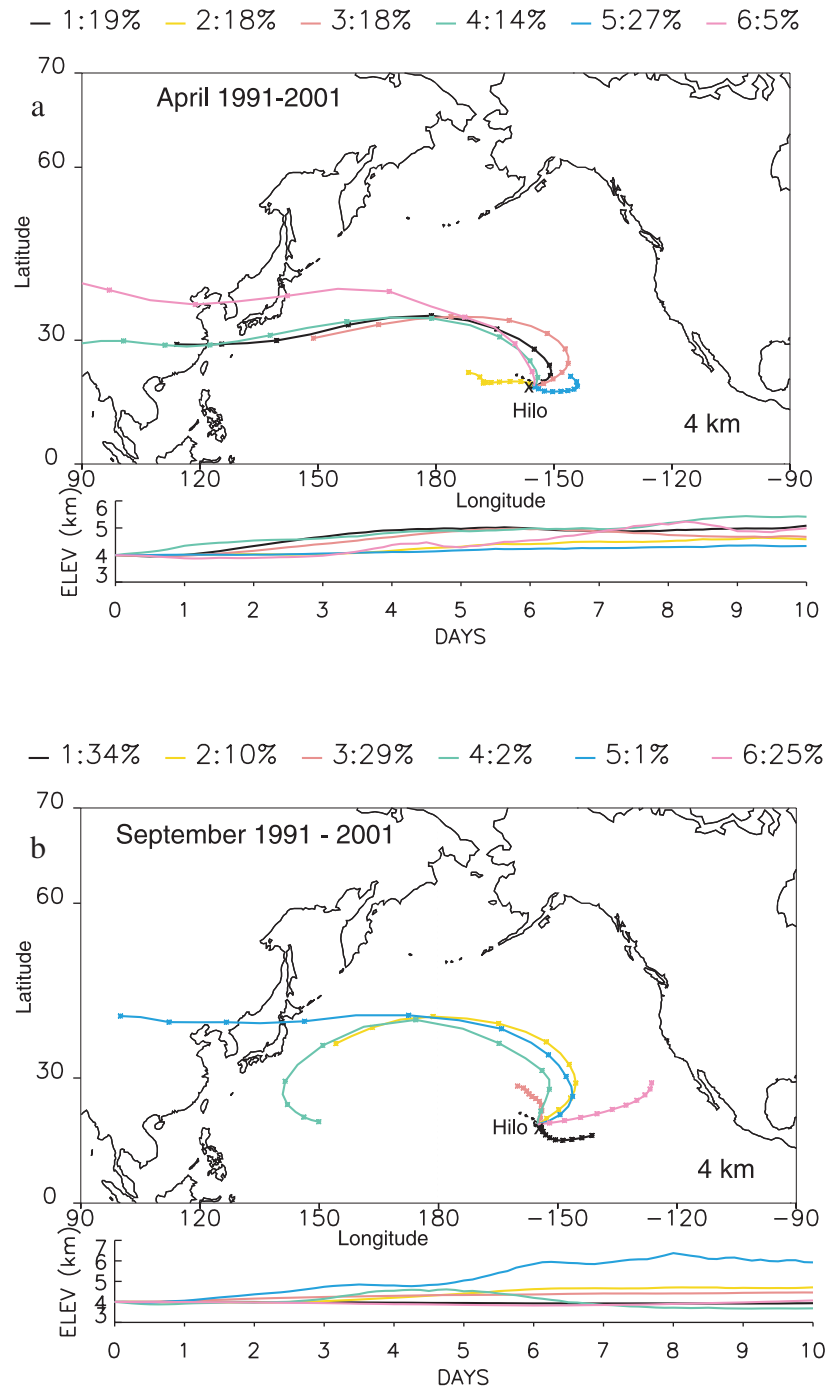 1:19% 2:18% 3:18% 4:14% 5:27% 6:5%
a
April 1991-2001
70
60
30
0
Latitude
Hilo
4 km
90 120 150 180 −150 −120 −90
Longitude
6
5
4
3
ELEV (km)
0 1 2 3 4 5 6 7 8 9 10
DAYS
1:34% 2:10% 3:29% 4:2% 5:1% 6:25%
b
September 1991 - 2001
70
60
30
0
Latitude
Hilo
4 km
90 120 150 180 −150 −120 −90
Longitude
7
6
5
4
3
ELEV (km)
0 1 2 3 4 5 6 7 8 9 10
DAYS